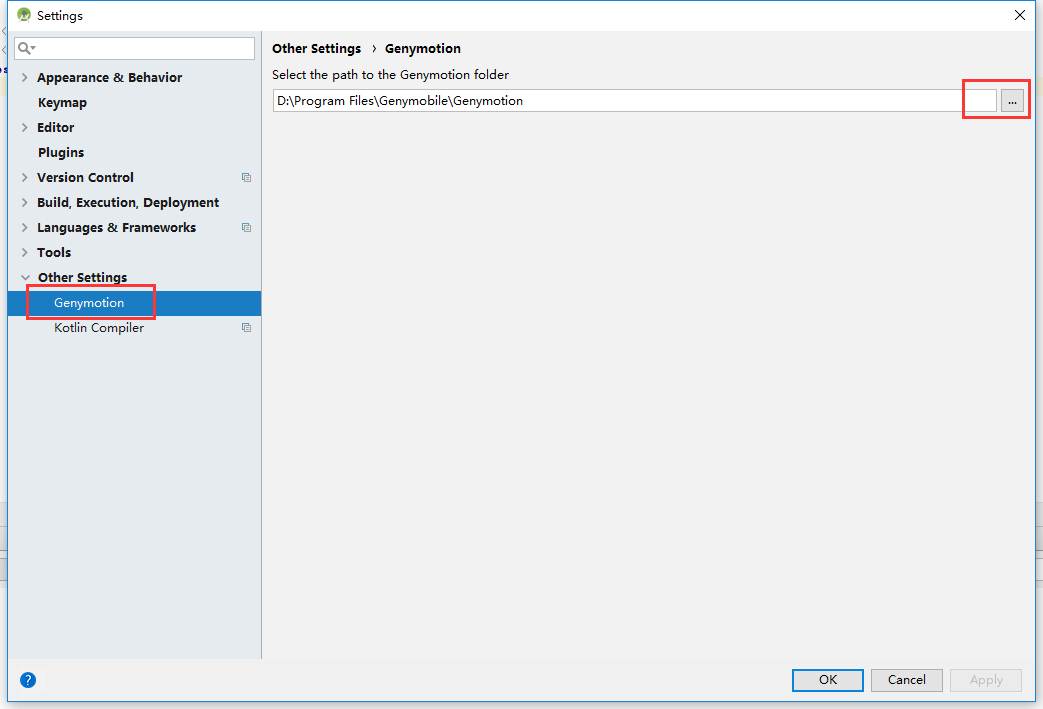 Settings
Other Settings › Genymotion
Select the path to the Genymotion folder
D:\Program Files\Genymobile\Genymotion
...
Appearance & Behavior
Keymap
Editor
Plugins
Version Control
Build, Execution, Deployment
Languages & Frameworks
Tools
Other Settings
Genymotion
Kotlin Compiler
?
OK
Cancel
Apply